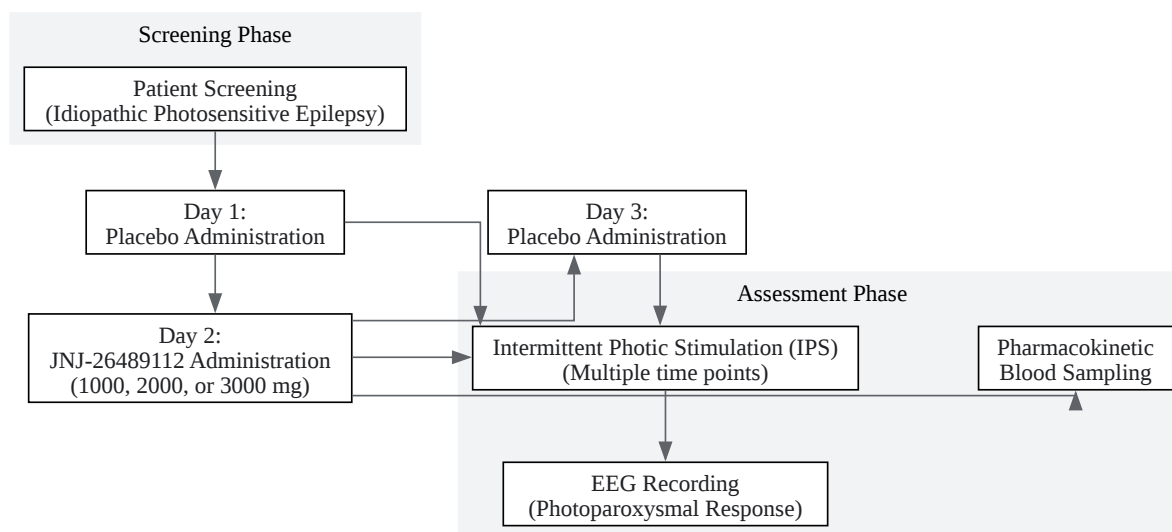 Screening Phase
Patient Screening
(Idiopathic Photosensitive Epilepsy)
Day 1:
Placebo Administration
Day 3:
Placebo Administration
Assessment Phase
Day 2:
JNJ-26489112 Administration
(1000, 2000, or 3000 mg)
Intermittent Photic Stimulation (IPS)
(Multiple time points)
Pharmacokinetic
Blood Sampling
EEG Recording
(Photoparoxysmal Response)